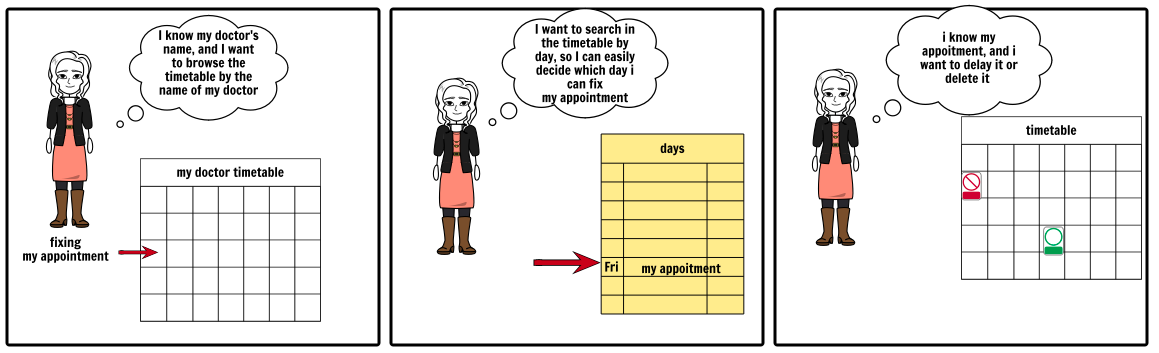 I know my doctor's
name, and I want
to browse the
timetable by the
name of my doctor
my doctor timetable
fixing
my appointment
I want to search in
the timetable by
day, so I can easily
decide which day i
can fix
my appointment
days
Fri my appoitment
i know my
appoitment, and i
want to delay it or
delete it
timetable